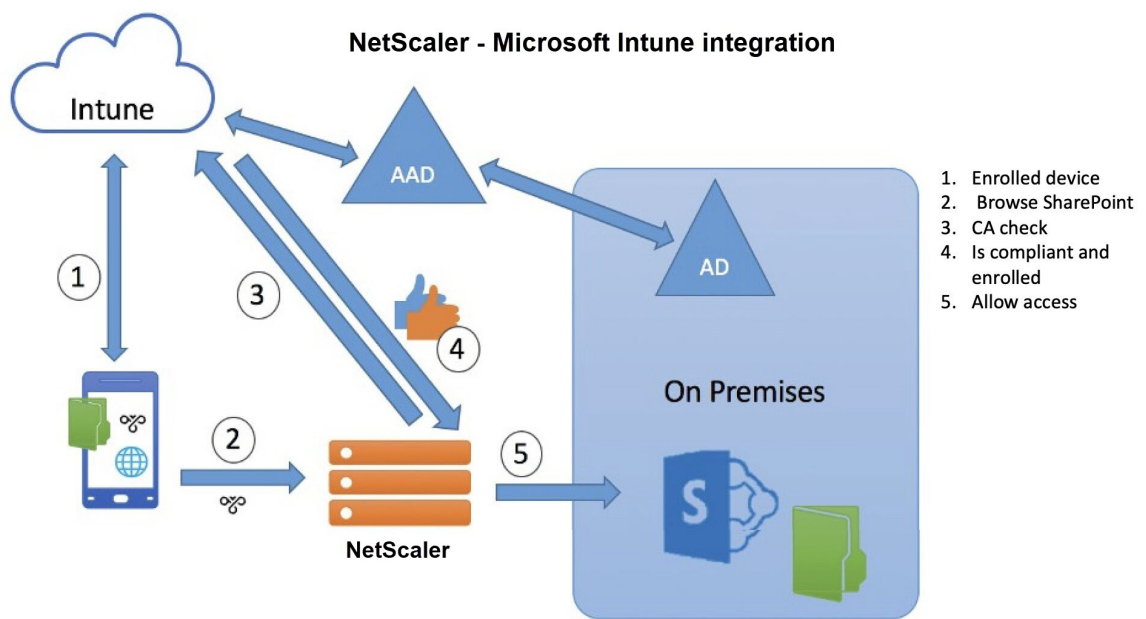 NetScaler - Microsoft Intune integration
Intune
AAD
AD
1
3
4
2
5
On Premises
S
NetScaler
1. Enrolled device
2. Browse SharePoint
3. CA check
4. Is compliant and
enrolled
5. Allow access